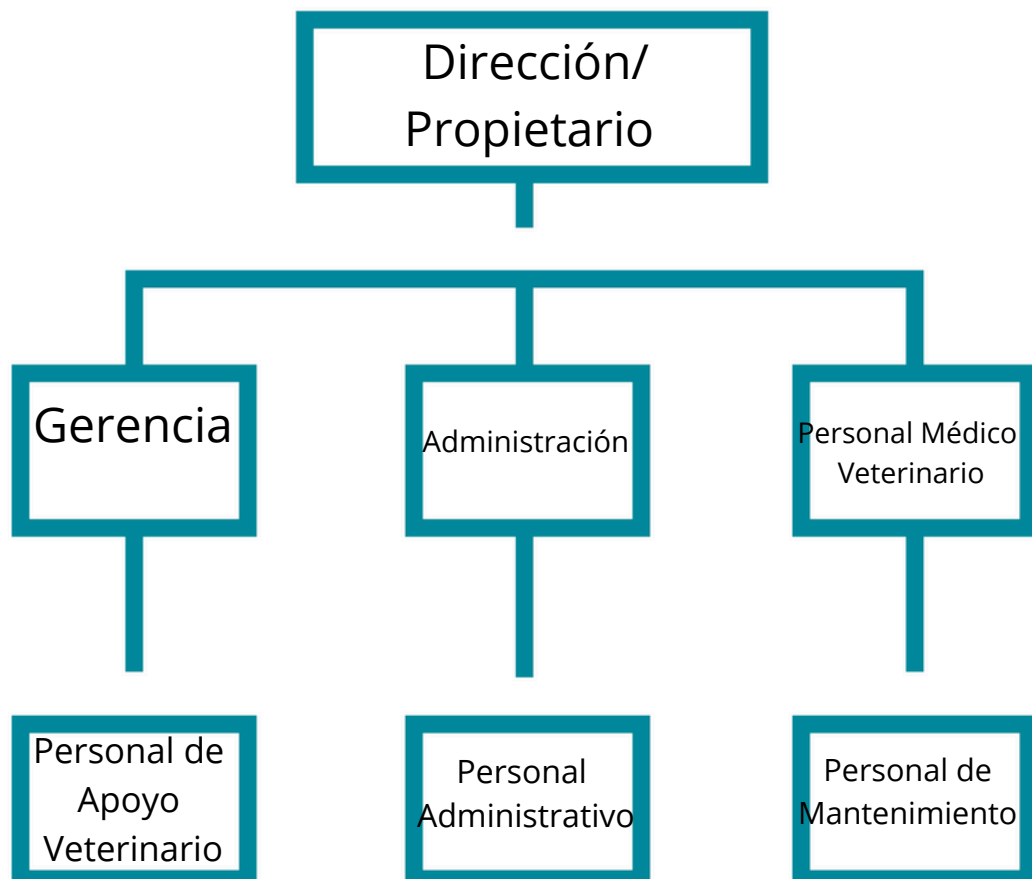 Dirección/
Propietario
Gerencia
Administración
Personal Médico
Veterinario
Personal de
Apoyo
Veterinario
Personal
Administrativo
Personal de
Mantenimiento